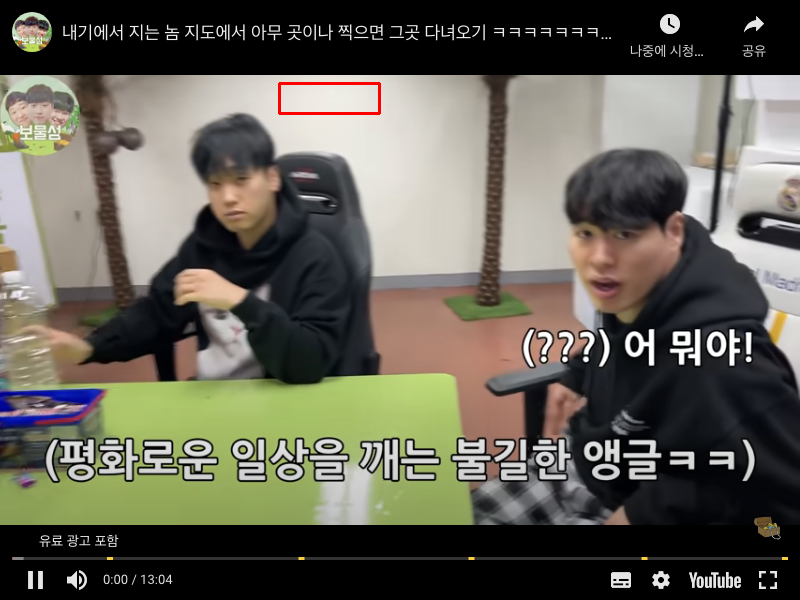 내기에서 지는 놈 지도에서 아무 곳이나 찍으면 그곳 다녀오기 ㅋㅋㅋㅋㅋㅋㅋ...
나중에 시청...
공유
보물섬
보물섬
(???) 어 뭐야!
(평화로운 일상을 깨는 불길한 앵글ㅋㅋ)
유료 광고 포함
0:00 / 13:04
YouTube